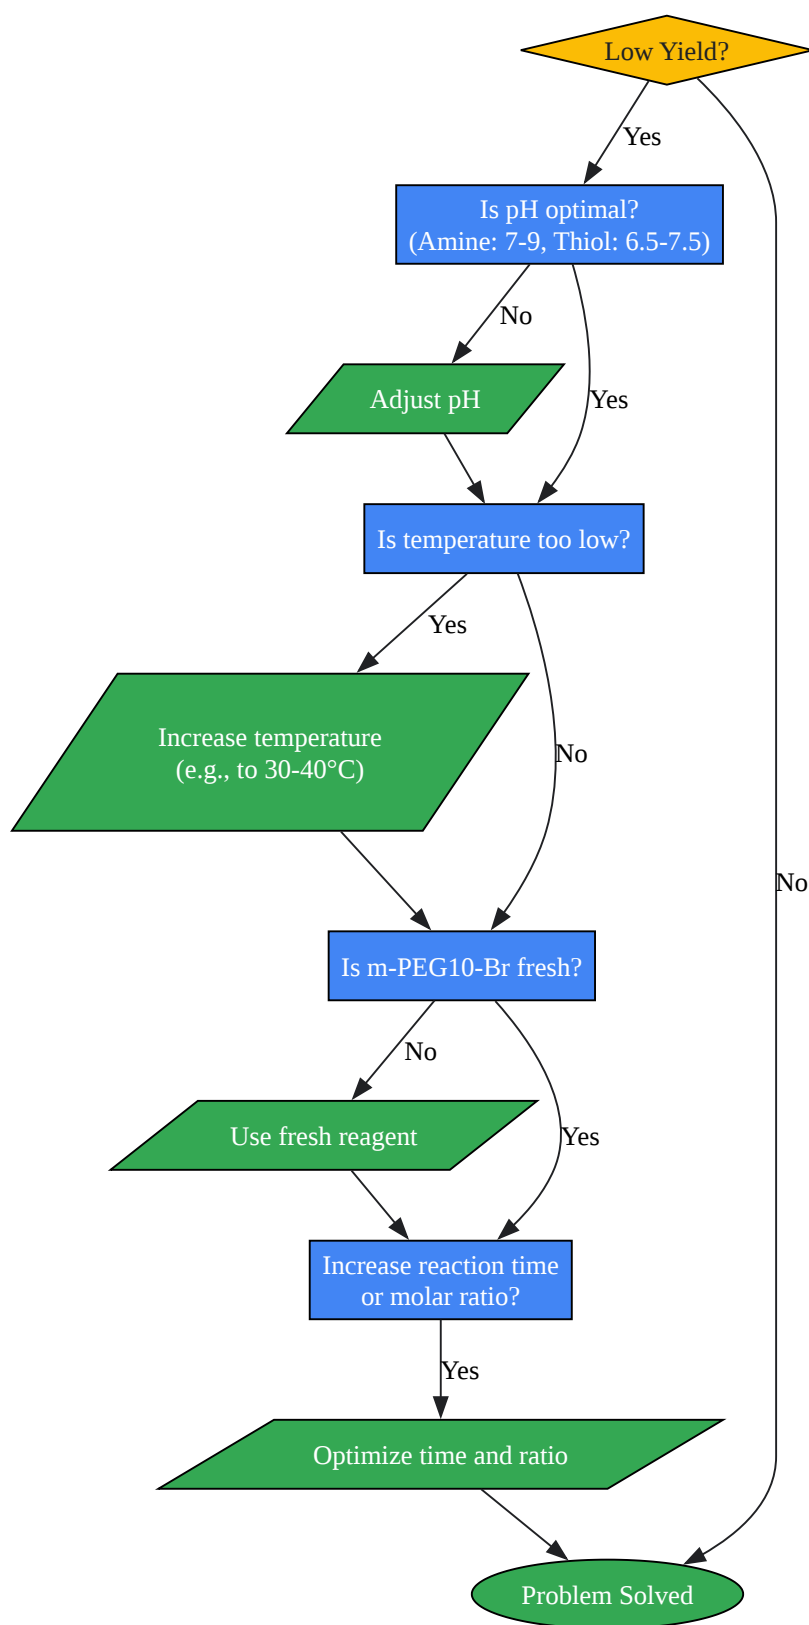 Low Yield?
Yes
Is pH optimal?
(Amine: 7-9, Thiol: 6.5-7.5)
No
Adjust pH
Yes
Is temperature too low?
Yes
Increase temperature
(e.g., to 30-40°C)
No
No
Is m-PEG10-Br fresh?
No
Use fresh reagent
Yes
Increase reaction time
or molar ratio?
Yes
Optimize time and ratio
Problem Solved